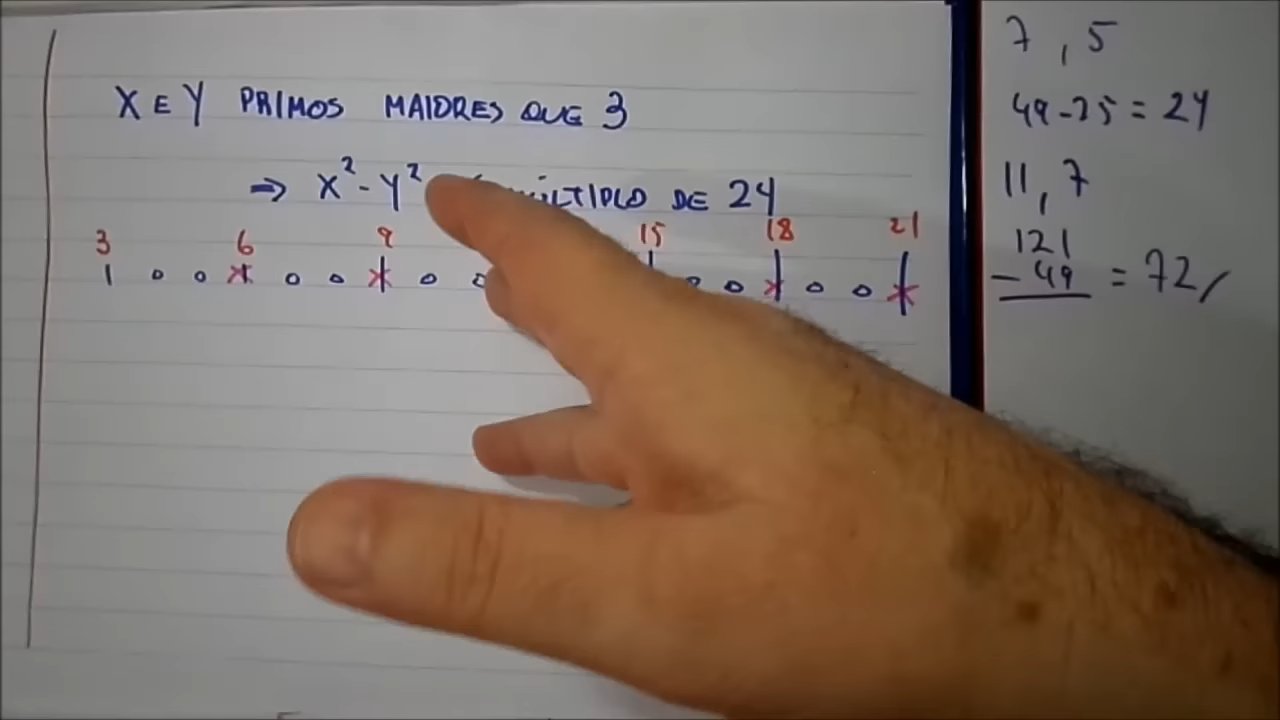 X E Y PRIMOS MAIORES QUE 3
⇒ X² - Y² MÚLTIPLO DE 24
3 6 9 15 18 21
7 , 5
49 - 25 = 24
11 , 7
121
- 49 = 72